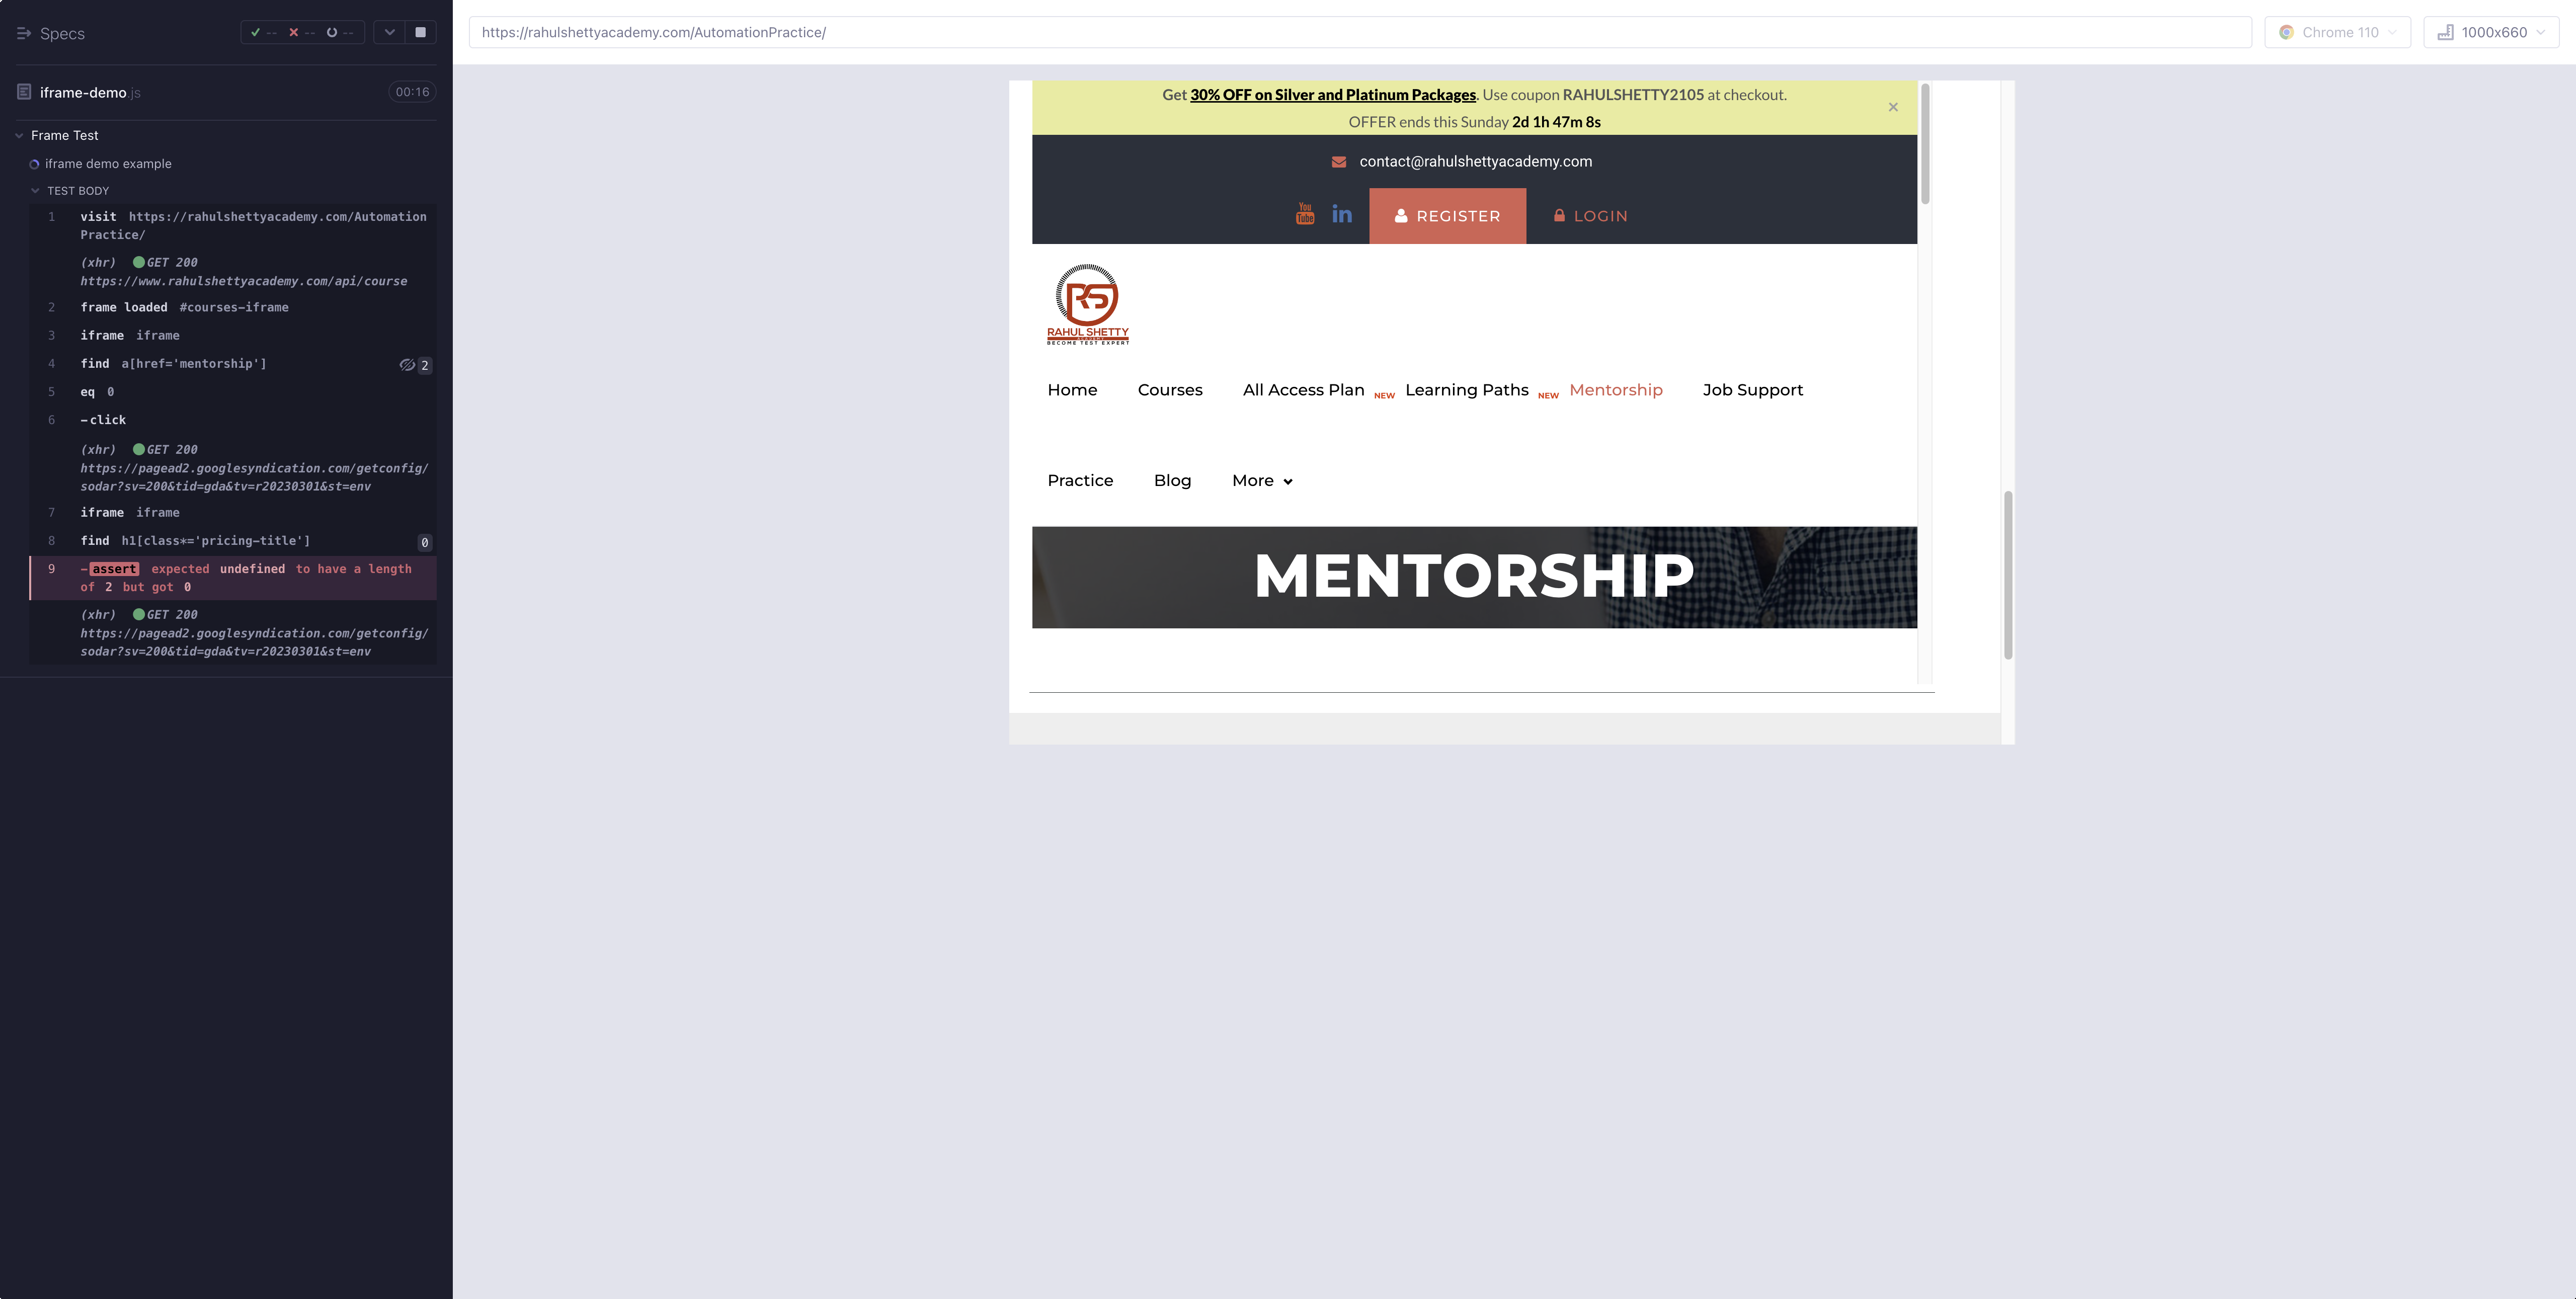 Specs
-- -- --
iframe-demo.js 00:16
Frame Test
iframe demo example
TEST BODY
1 visit https://rahulshettyacademy.com/Automation
Practice/
(xhr) GET 200
https://www.rahulshettyacademy.com/api/course
2 frame loaded #courses-iframe
3 iframe iframe
4 find a[href='mentorship'] 2
5 eq 0
6 -click
(xhr) GET 200
https://pagead2.googlesyndication.com/getconfig/
sodar?sv=200&tid=gda&tv=r20230301&st=env
7 iframe iframe
8 find h1[class*='pricing-title'] 0
9 -assert expected undefined to have a length
of 2 but got 0
(xhr) GET 200
https://pagead2.googlesyndication.com/getconfig/
sodar?sv=200&tid=gda&tv=r20230301&st=env
https://rahulshettyacademy.com/AutomationPractice/
Chrome 110
1000x660
Get 30% OFF on Silver and Platinum Packages. Use coupon RAHULSHETTY2105 at checkout.
OFFER ends this Sunday 2d 1h 47m 8s
×
contact@rahulshettyacademy.com
You Tube in REGISTER LOGIN
RS
RAHUL SHETTY
ACADEMY
BECOME TEST EXPERT
Home Courses All Access Plan NEW Learning Paths NEW Mentorship Job Support
Practice Blog More
MENTORSHIP